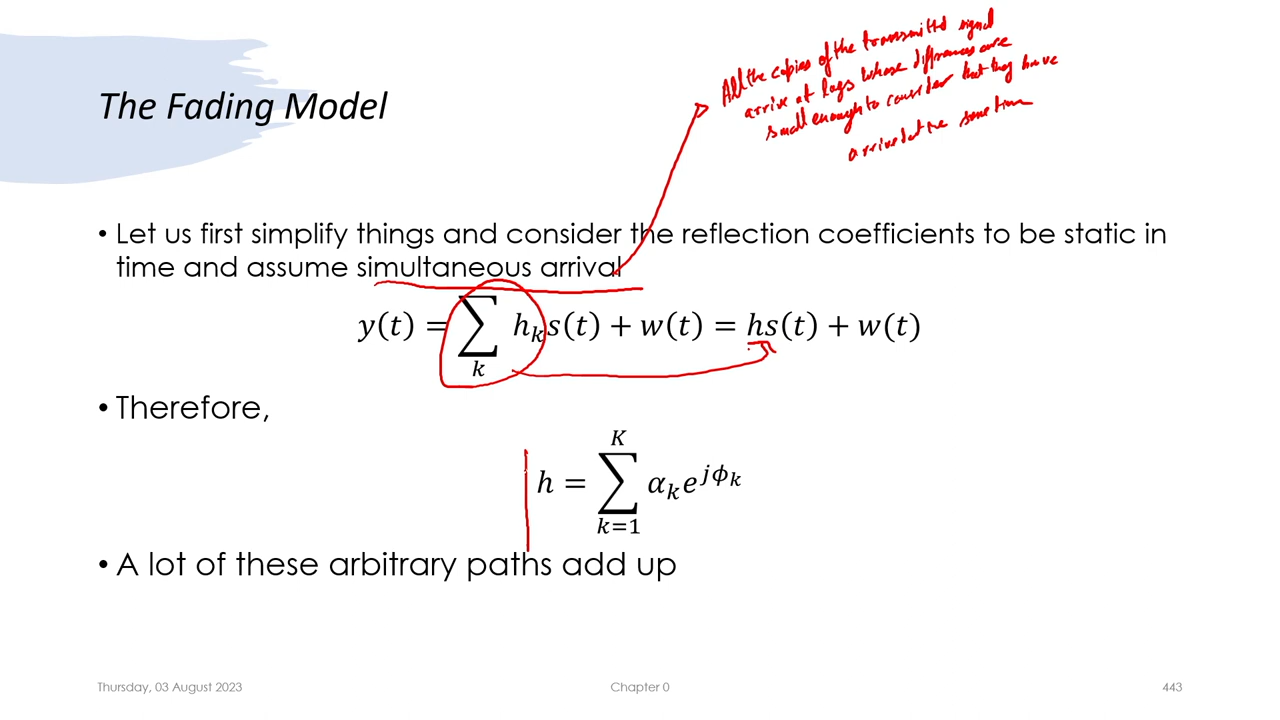 All the copies of the transmitted signal
arrive at lags whose differences are
small enough to consider that they have
arrived at the same time
The Fading Model
• Let us first simplify things and consider the reflection coefficients to be static in
time and assume simultaneous arrival
y(t) = ∑_k h_k s(t) + w(t) = hs(t) + w(t)
• Therefore,
h = ∑_{k=1}^{K} α_k e^{jϕ_k}
• A lot of these arbitrary paths add up
Thursday, 03 August 2023
Chapter 0
443